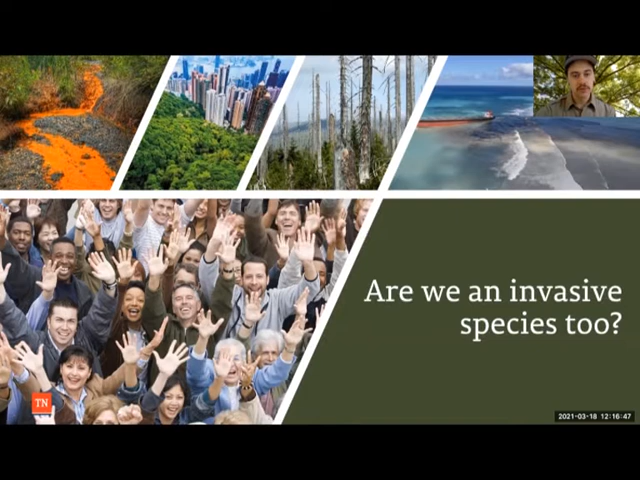 Are we an invasive
species too?
TN
2021-03-18 12:16:47